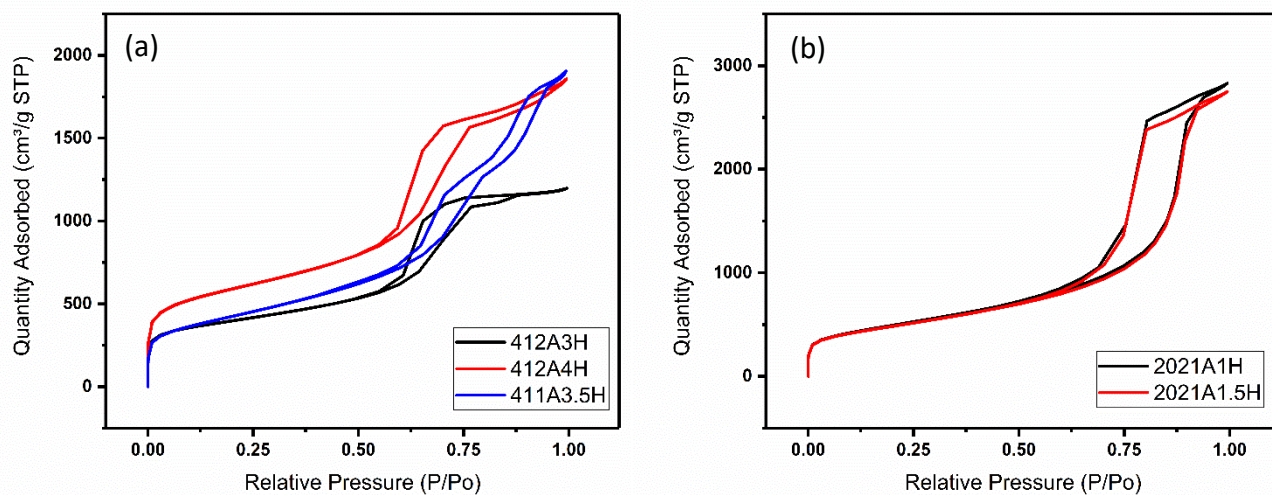 (a)
Quantity Adsorbed (cm³/g STP)
2000
1500
1000
500
0
412A3H
412A4H
411A3.5H
0.00 0.25 0.50 0.75 1.00
Relative Pressure (P/Po)
(b)
Quantity Adsorbed (cm³/g STP)
3000
2000
1000
0
2021A1H
2021A1.5H
0.00 0.25 0.50 0.75 1.00
Relative Pressure (P/Po)